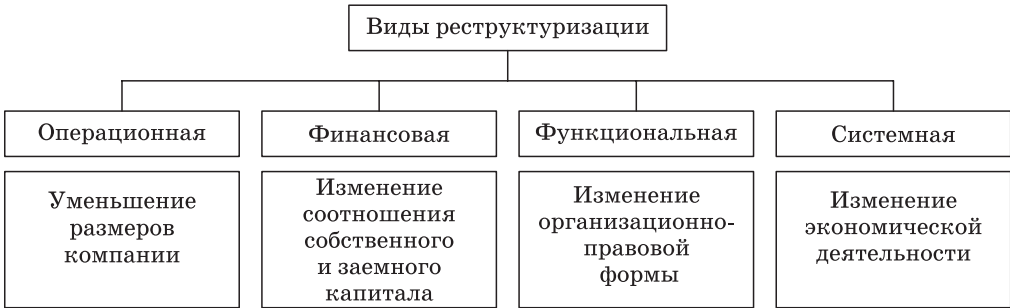 Виды реструктуризации
Операционная
Финансовая
Функциональная
Системная
Уменьшение
размеров
компании
Изменение
соотношения
собственного
и заемного
капитала
Изменение
организационно-
правовой
формы
Изменение
экономической
деятельности